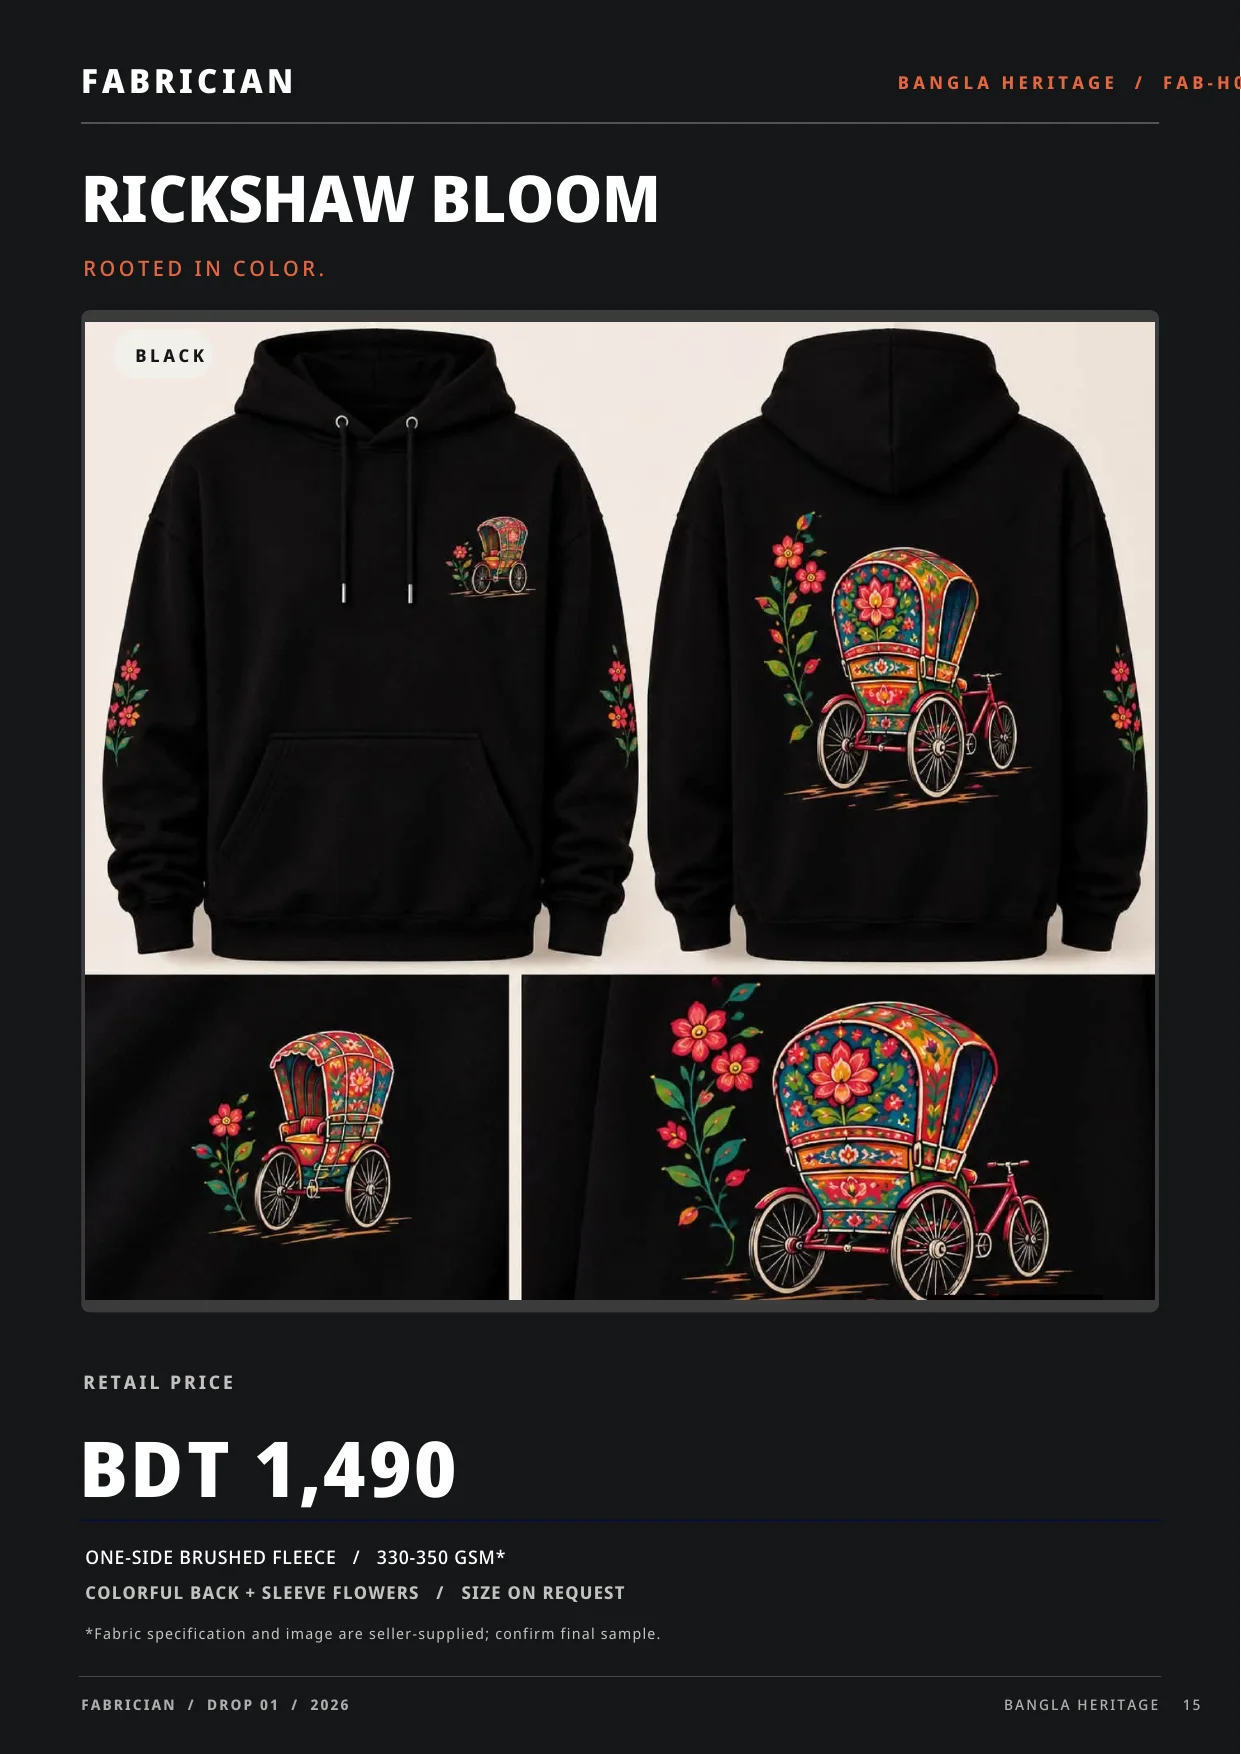 FABRICIAN
BANGLA HERITAGE / FAB-H0
RICKSHAW BLOOM
ROOTED IN COLOR.
BLACK
RETAIL PRICE
BDT 1,490
ONE-SIDE BRUSHED FLEECE / 330-350 GSM*
COLORFUL BACK + SLEEVE FLOWERS / SIZE ON REQUEST
*Fabric specification and image are seller-supplied; confirm final sample.
FABRICIAN / DROP 01 / 2026
BANGLA HERITAGE 15